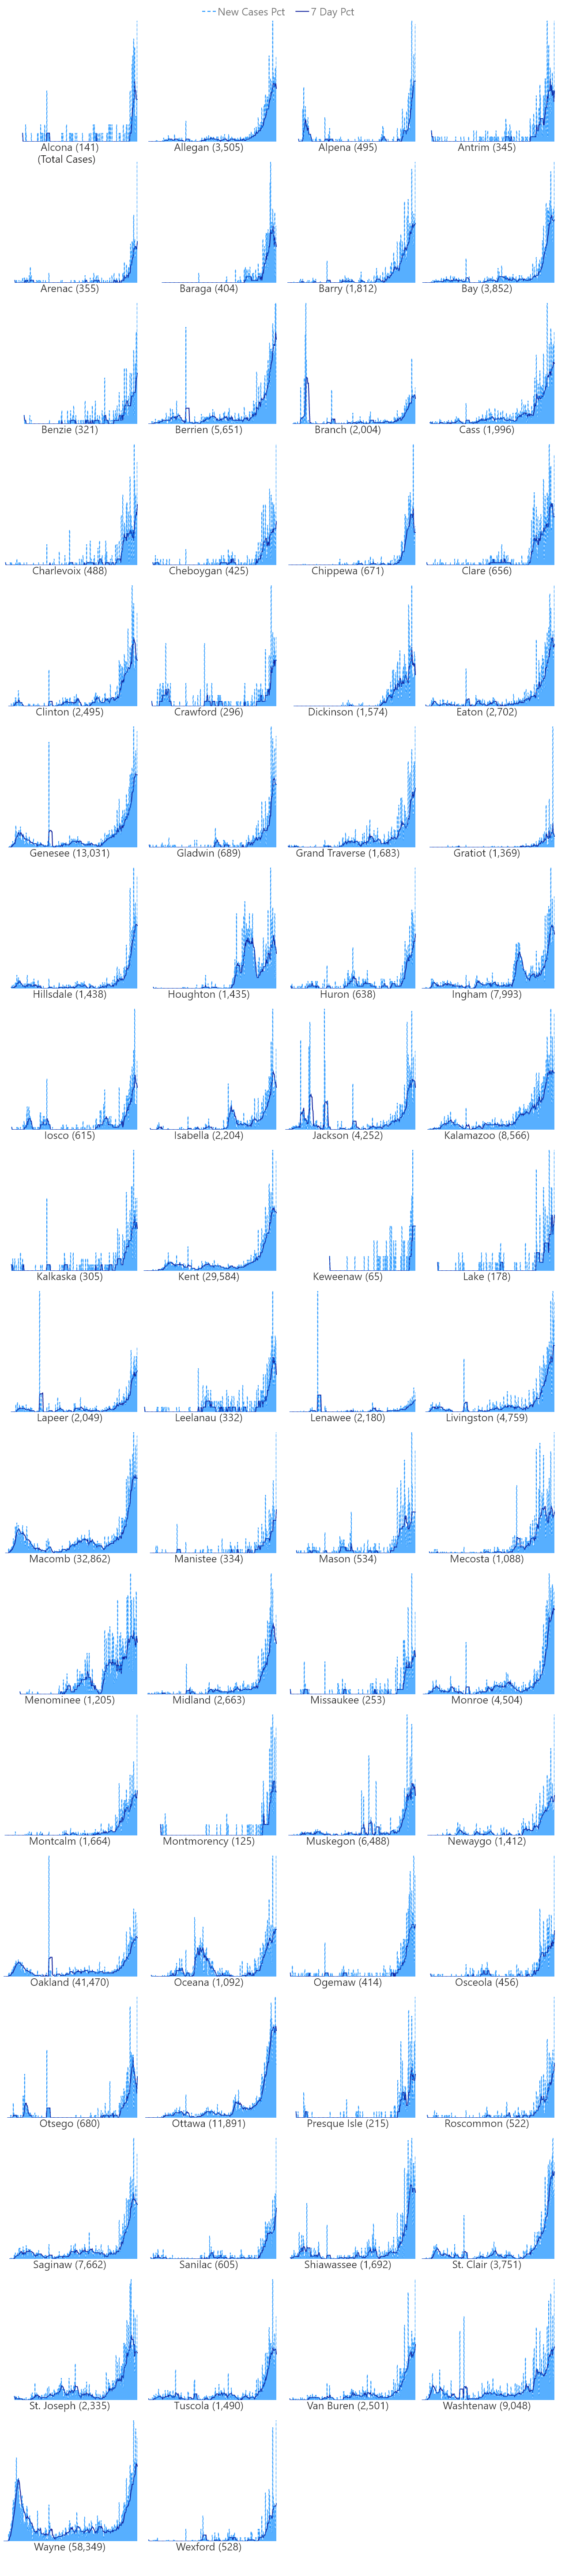 New Cases Pct 7 Day Pct
Alcona (141) Allegan (3,505) Alpena (495) Antrim (345)
(Total Cases)
Arenac (355) Baraga (404) Barry (1,812) Bay (3,852)
Benzie (321) Berrien (5,651) Branch (2,004) Cass (1,996)
Charlevoix (488) Cheboygan (425) Chippewa (671) Clare (656)
Clinton (2,495) Crawford (296) Dickinson (1,574) Eaton (2,702)
Genesee (13,031) Gladwin (689) Grand Traverse (1,683) Gratiot (1,369)
Hillsdale (1,438) Houghton (1,435) Huron (638) Ingham (7,993)
Iosco (615) Isabella (2,204) Jackson (4,252) Kalamazoo (8,566)
Kalkaska (305) Kent (29,584) Keweenaw (65) Lake (178)
Lapeer (2,049) Leelanau (332) Lenawee (2,180) Livingston (4,759)
Macomb (32,862) Manistee (334) Mason (534) Mecosta (1,088)
Menominee (1,205) Midland (2,663) Missaukee (253) Monroe (4,504)
Montcalm (1,664) Montmorency (125) Muskegon (6,488) Newaygo (1,412)
Oakland (41,470) Oceana (1,092) Ogemaw (414) Osceola (456)
Otsego (680) Ottawa (11,891) Presque Isle (215) Roscommon (522)
Saginaw (7,662) Sanilac (605) Shiawassee (1,692) St. Clair (3,751)
St. Joseph (2,335) Tuscola (1,490) Van Buren (2,501) Washtenaw (9,048)
Wayne (58,349) Wexford (528)